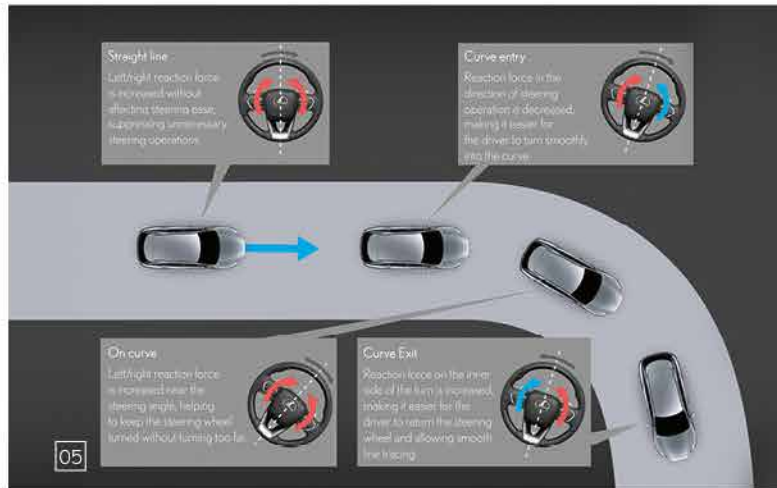 Straight line
Left/right reaction force
is increased without
affecting steering ease,
suppressing unnecessary
steering operations.
Curve entry
Reaction force in the
direction of steering
operation is decreased,
making it easier for
the driver to turn smoothly
into the curve.
On curve
Left/right reaction force
is increased near the
steering angle, helping
to keep the steering wheel
turned without turning too far.
Curve Exit
Reaction force on the inner
side of the turn is increased,
making it easier for the
driver to return the steering
wheel and allowing smooth
line tracing.
05